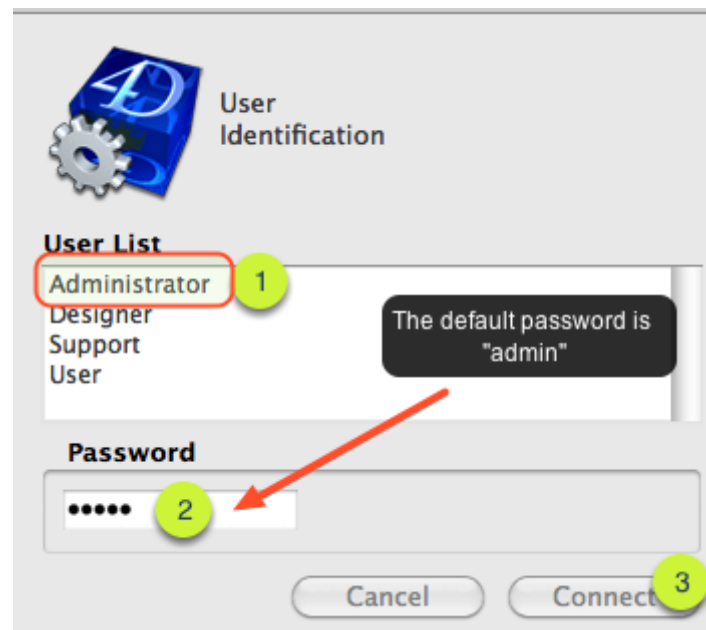 4D
User
Identification
User List
Administrator
1
Designer
Support
User
The default password is
"admin"
Password
••••• 2
Cancel
Connect
3